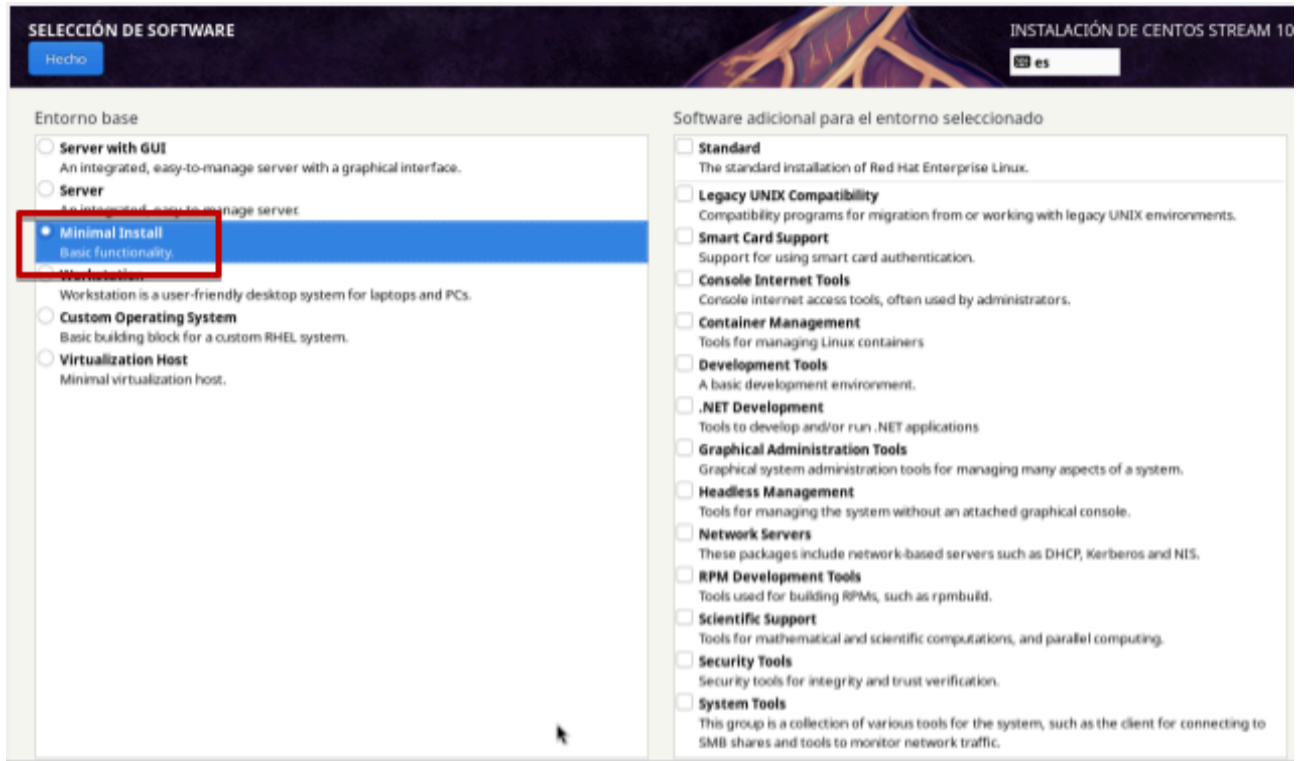 SELECCIÓN DE SOFTWARE
INSTALACIÓN DE CENTOS STREAM 10
Hecho
es
Entorno base
Server with GUI
An integrated, easy-to-manage server with a graphical interface.
Server
An integrated, easy-to-manage server.
Minimal Install
Basic functionality.
Workstation
Workstation is a user-friendly desktop system for laptops and PCs.
Custom Operating System
Basic building block for a custom RHEL system.
Virtualization Host
Minimal virtualization host.
Software adicional para el entorno seleccionado
Standard
The standard installation of Red Hat Enterprise Linux.
Legacy UNIX Compatibility
Compatibility programs for migration from or working with legacy UNIX environments.
Smart Card Support
Support for using smart card authentication.
Console Internet Tools
Console internet access tools, often used by administrators.
Container Management
Tools for managing Linux containers
Development Tools
A basic development environment.
.NET Development
Tools to develop and/or run .NET applications
Graphical Administration Tools
Graphical system administration tools for managing many aspects of a system.
Headless Management
Tools for managing the system without an attached graphical console.
Network Servers
These packages include network-based servers such as DHCP, Kerberos and NIS.
RPM Development Tools
Tools used for building RPMs, such as rpmbuild.
Scientific Support
Tools for mathematical and scientific computations, and parallel computing.
Security Tools
Security tools for integrity and trust verification.
System Tools
This group is a collection of various tools for the system, such as the client for connecting to
SMB shares and tools to monitor network traffic.